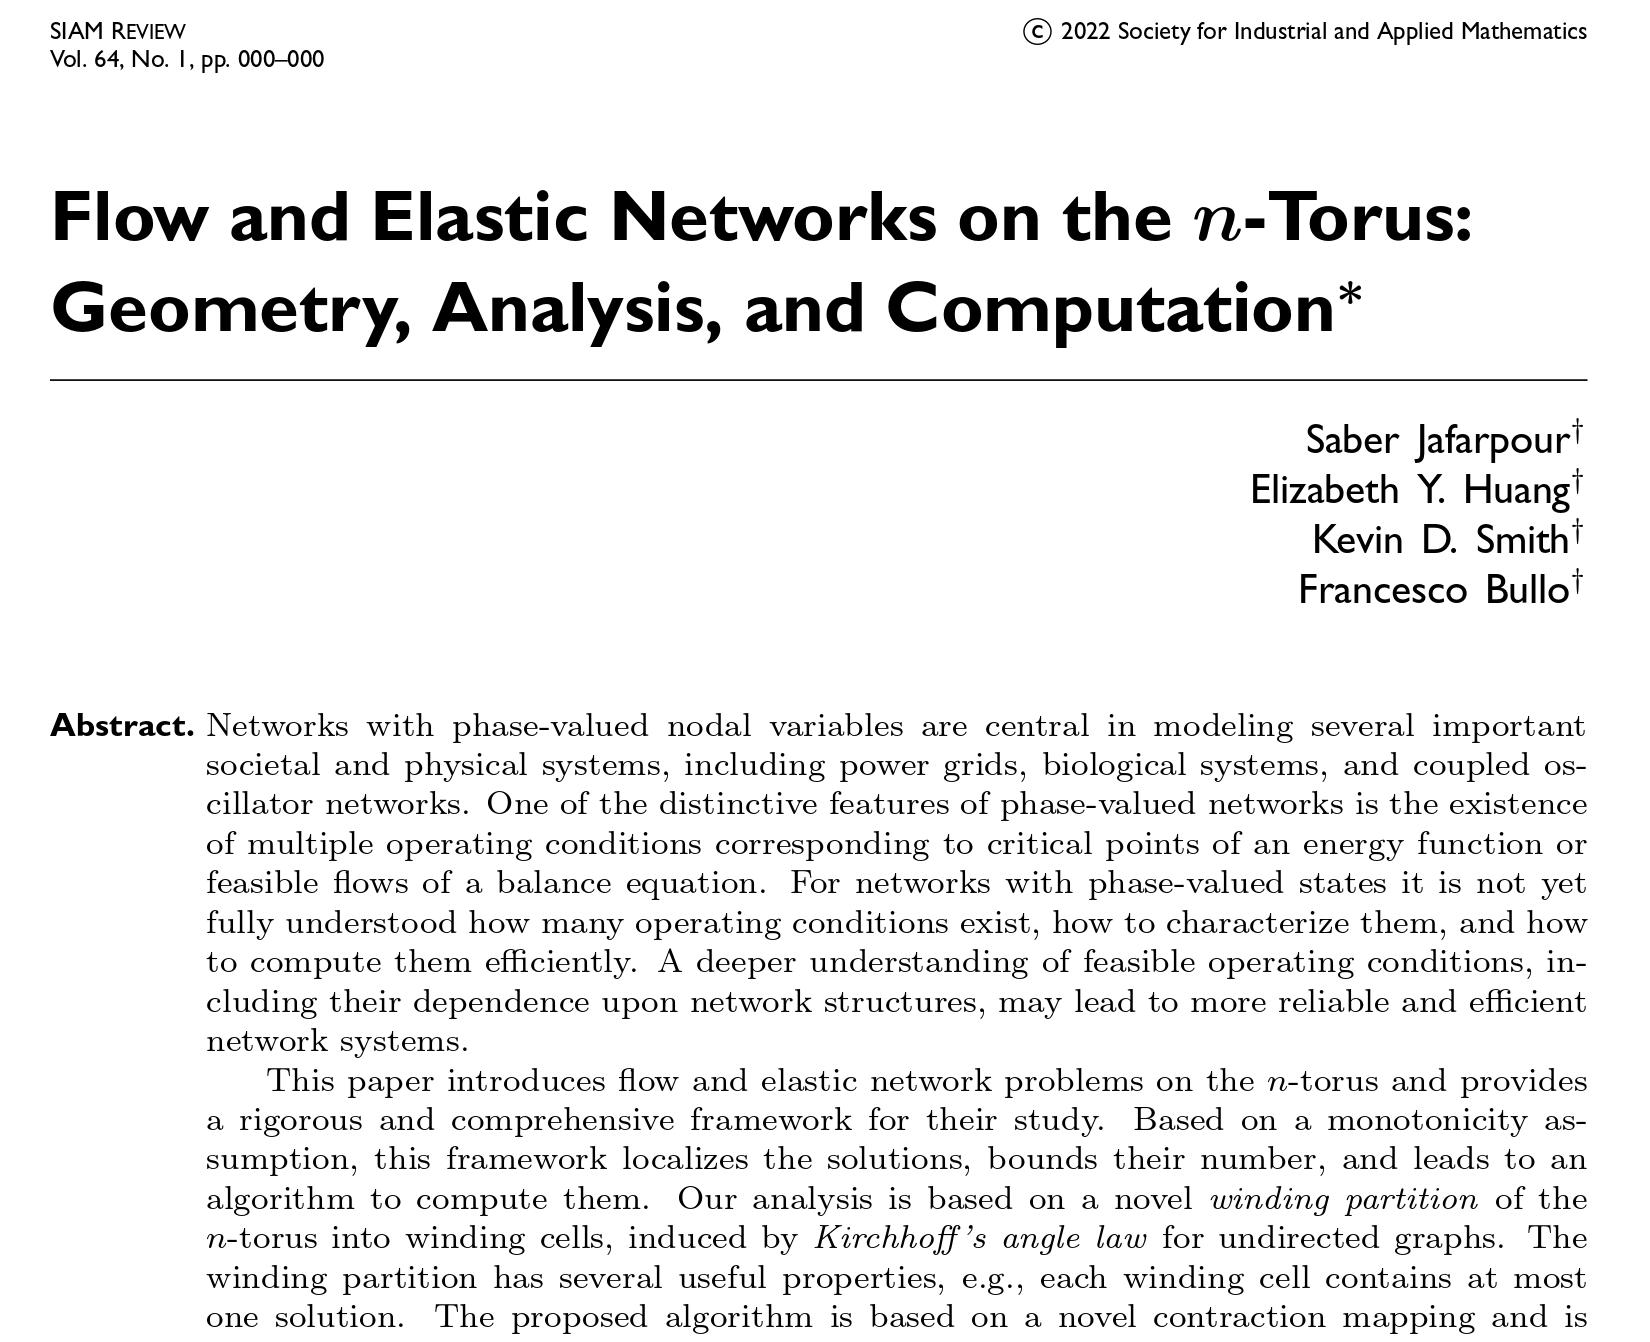 SIAM REVIEW
Vol. 64, No. 1, pp. 000–000
© 2022 Society for Industrial and Applied Mathematics
Flow and Elastic Networks on the n-Torus:
Geometry, Analysis, and Computation*
Saber Jafarpour†
Elizabeth Y. Huang†
Kevin D. Smith†
Francesco Bullo†
Abstract. Networks with phase-valued nodal variables are central in modeling several important
societal and physical systems, including power grids, biological systems, and coupled os-
cillator networks. One of the distinctive features of phase-valued networks is the existence
of multiple operating conditions corresponding to critical points of an energy function or
feasible flows of a balance equation. For networks with phase-valued states it is not yet
fully understood how many operating conditions exist, how to characterize them, and how
to compute them efficiently. A deeper understanding of feasible operating conditions, in-
cluding their dependence upon network structures, may lead to more reliable and efficient
network systems.
This paper introduces flow and elastic network problems on the n-torus and provides
a rigorous and comprehensive framework for their study. Based on a monotonicity as-
sumption, this framework localizes the solutions, bounds their number, and leads to an
algorithm to compute them. Our analysis is based on a novel winding partition of the
n-torus into winding cells, induced by Kirchhoff's angle law for undirected graphs. The
winding partition has several useful properties, e.g., each winding cell contains at most
one solution. The proposed algorithm is based on a novel contraction mapping and is